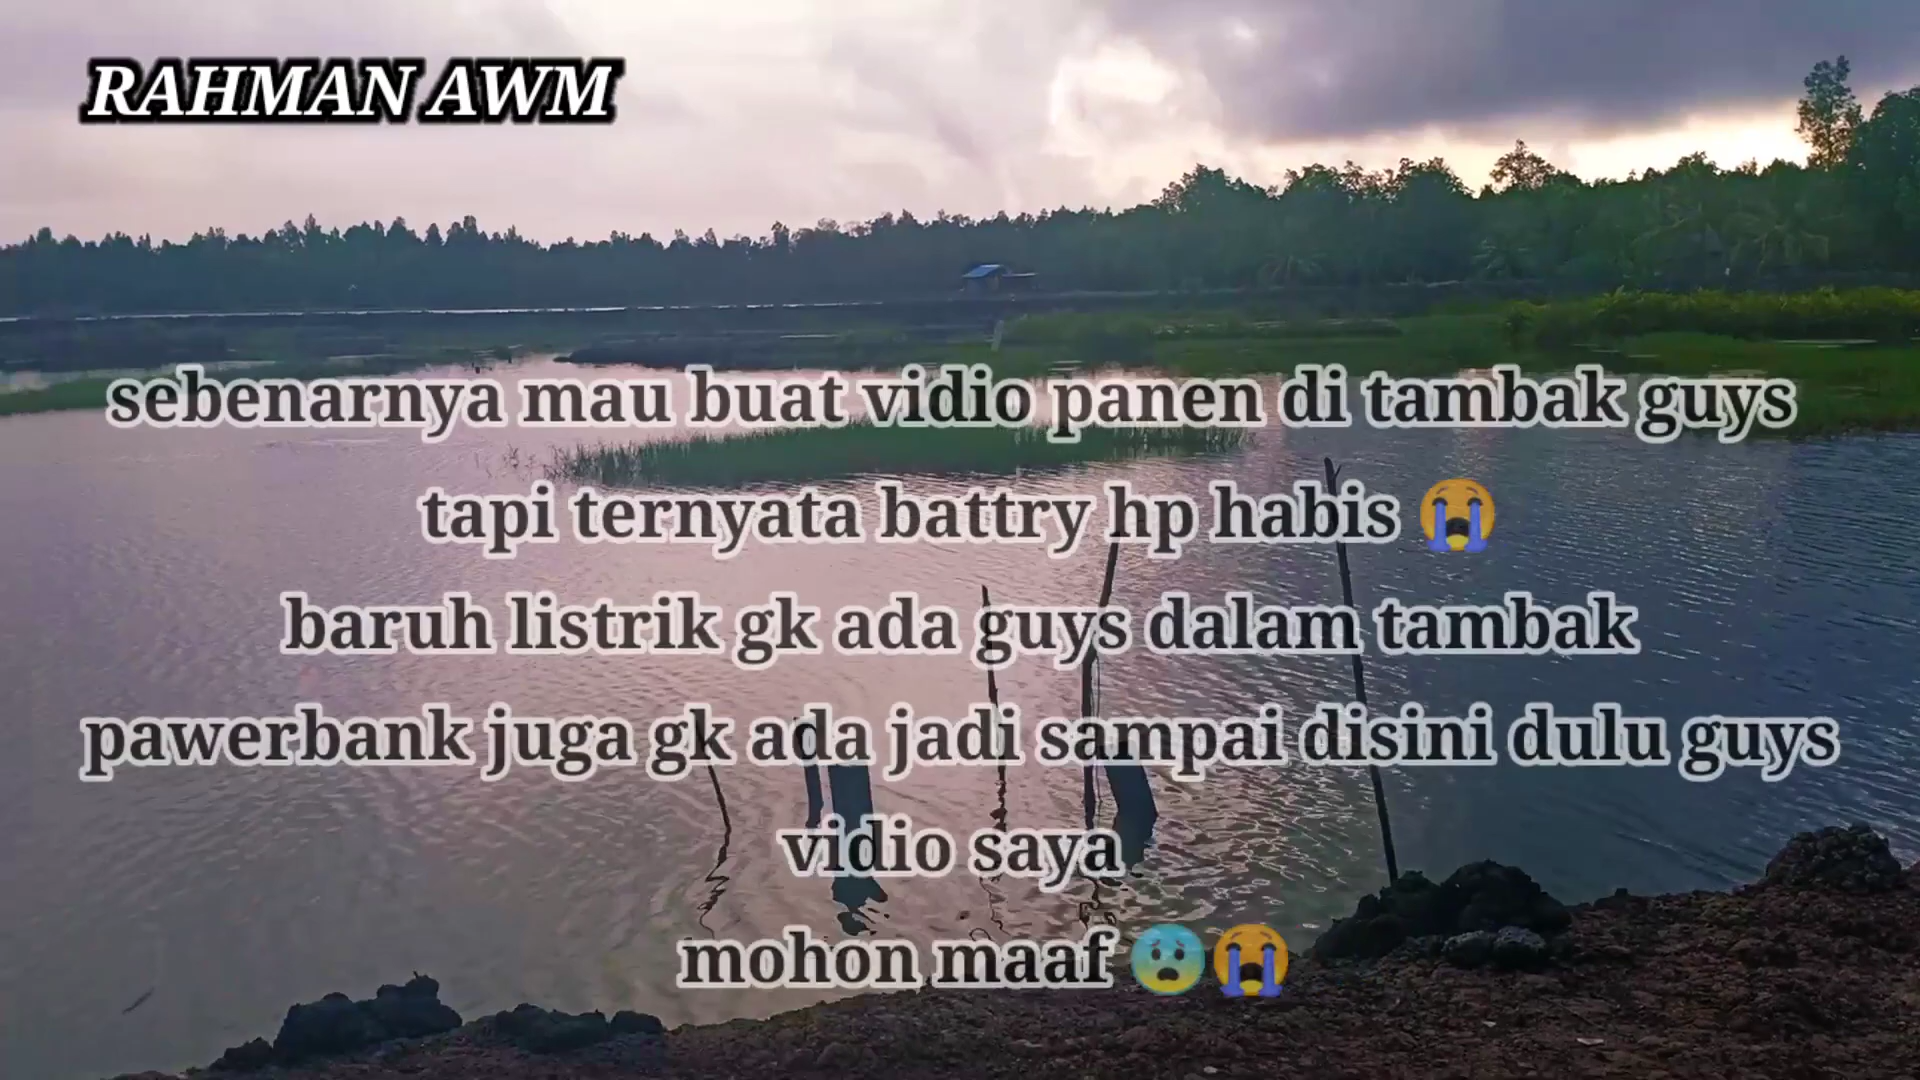 RAHMAN AWM
sebenarnya mau buat vidio panen di tambak guys
tapi ternyata battry hp habis 😭
baruh listrik gk ada guys dalam tambak
pawerbank juga gk ada jadi sampai disini dulu guys
vidio saya
mohon maaf 😰😭